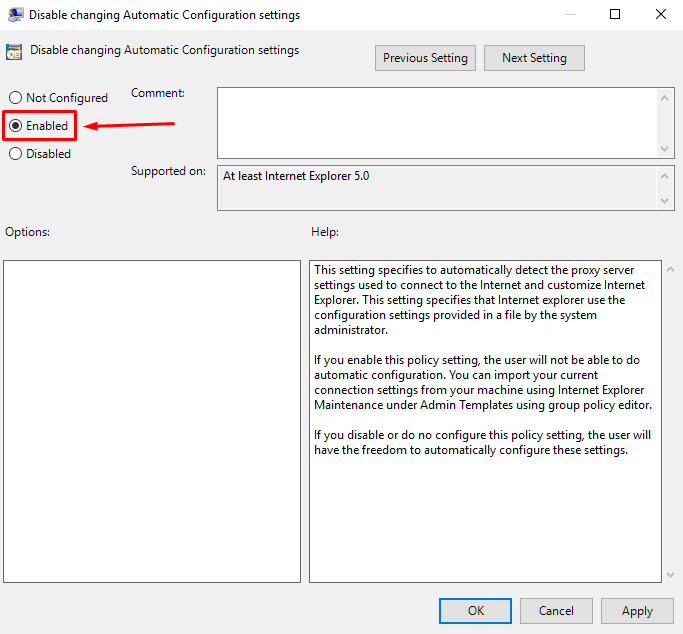 Disable changing Automatic Configuration settings
Disable changing Automatic Configuration settings
Previous Setting
Next Setting
Not Configured
Comment:
Enabled
Disabled
Supported on:
At least Internet Explorer 5.0
Options:
Help:
This setting specifies to automatically detect the proxy server
settings used to connect to the Internet and customize Internet
Explorer. This setting specifies that Internet explorer use the
configuration settings provided in a file by the system
administrator.
If you enable this policy setting, the user will not be able to do
automatic configuration. You can import your current
connection settings from your machine using Internet Explorer
Maintenance under Admin Templates using group policy editor.
If you disable or do no configure this policy setting, the user will
have the freedom to automatically configure these settings.
OK
Cancel
Apply